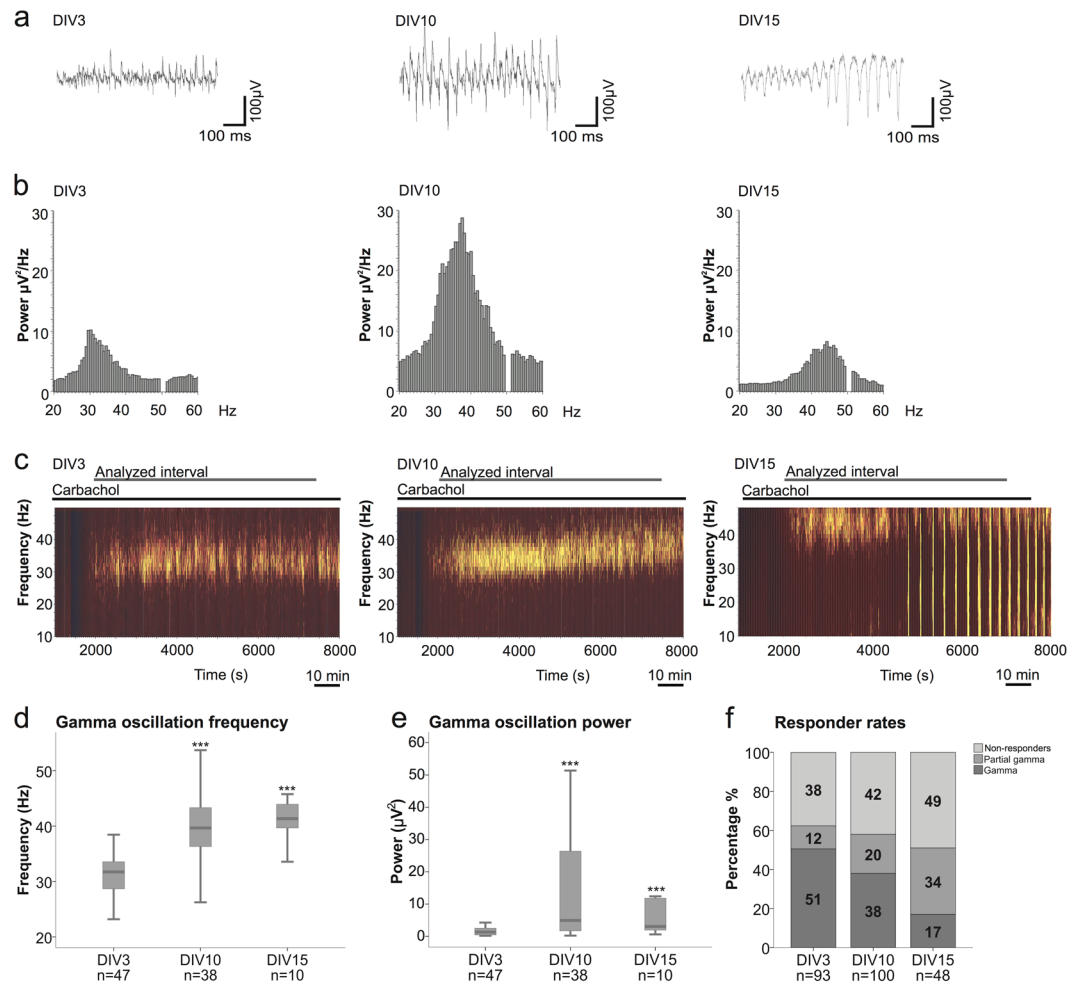 a DIV3 DIV10 DIV15
100µV 100µV 100µV
100 ms 100 ms 100 ms
b DIV3 DIV10 DIV15
Power µV²/Hz Power µV²/Hz Power µV²/Hz
30 30 30
20 20 20
10 10 10
0 0 0
20 30 40 50 60 Hz 20 30 40 50 60 Hz 20 30 40 50 60 Hz
c DIV3 DIV10 DIV15
Analyzed interval Analyzed interval Analyzed interval
Carbachol Carbachol Carbachol
Frequency (Hz) Frequency (Hz) Frequency (Hz)
40 40 40
30 30 30
20 20 20
10 10 10
2000 4000 6000 8000 2000 4000 6000 8000 2000 4000 6000 8000
Time (s) 10 min Time (s) 10 min Time (s) 10 min
d Gamma oscillation frequency
Frequency (Hz)
50
40
30
20
*** ***
DIV3 DIV10 DIV15
n=47 n=38 n=10
e Gamma oscillation power
Power (µV²)
60
50
40
30
20
10
0
*** ***
DIV3 DIV10 DIV15
n=47 n=38 n=10
f Responder rates
Non-responders
Partial gamma
Gamma
Percentage %
100
80
60
40
20
0
38 42 49
12 20 34
51 38 17
DIV3 DIV10 DIV15
n=93 n=100 n=48